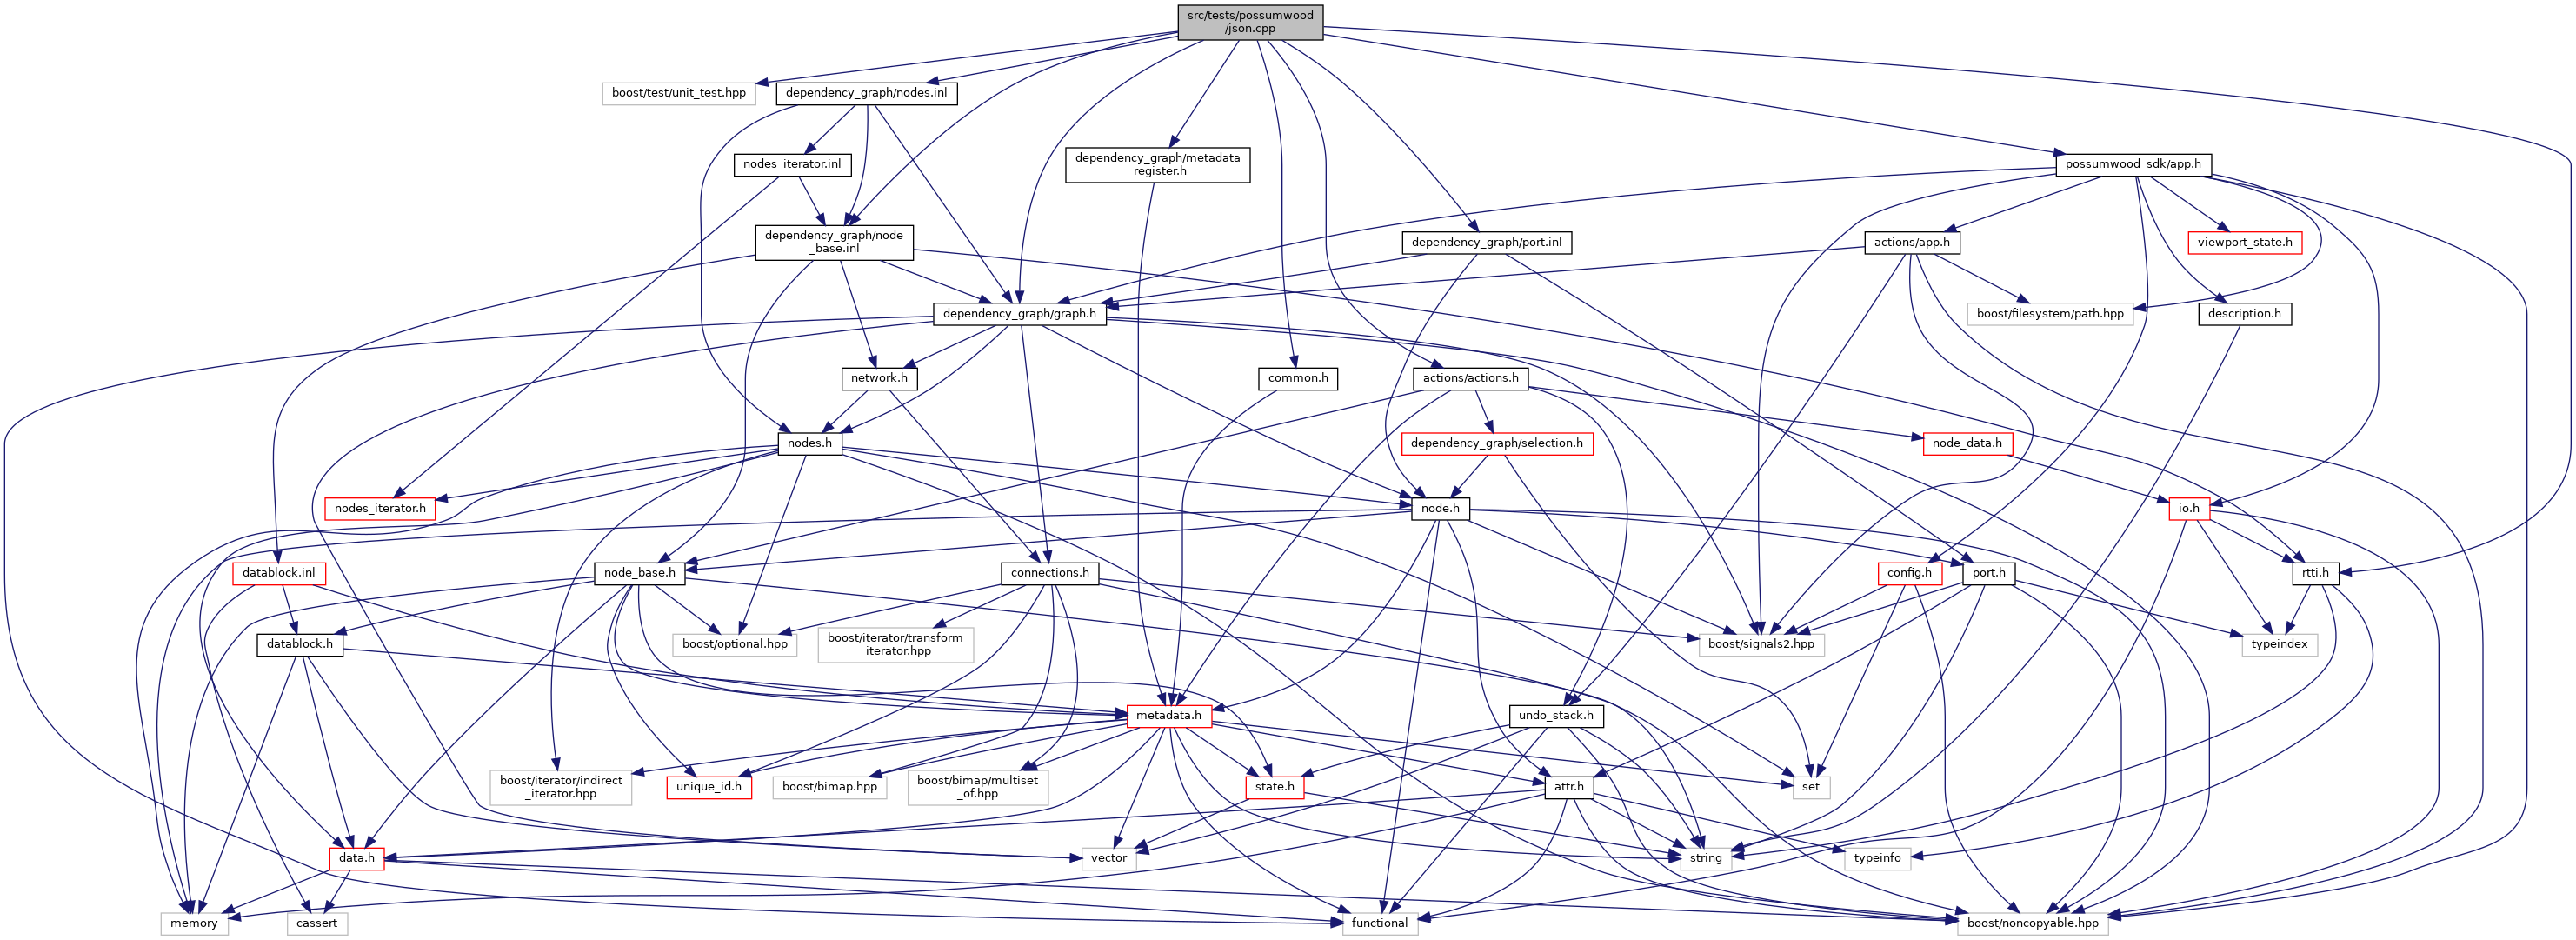 src/tests/possumwood
/json.cpp
boost/test/unit_test.hpp
dependency_graph/nodes.inl
nodes_iterator.inl
dependency_graph/metadata
_register.h
possumwood_sdk/app.h
dependency_graph/node
_base.inl
dependency_graph/port.inl
actions/app.h
viewport_state.h
dependency_graph/graph.h
boost/filesystem/path.hpp
description.h
network.h
common.h
actions/actions.h
nodes.h
dependency_graph/selection.h
node_data.h
nodes_iterator.h
node.h
io.h
datablock.inl
node_base.h
connections.h
config.h
port.h
rtti.h
datablock.h
boost/optional.hpp
boost/iterator/transform
_iterator.hpp
boost/signals2.hpp
typeindex
metadata.h
undo_stack.h
boost/iterator/indirect
_iterator.hpp
unique_id.h
boost/bimap.hpp
boost/bimap/multiset
_of.hpp
state.h
attr.h
set
data.h
vector
string
typeinfo
memory
cassert
functional
boost/noncopyable.hpp